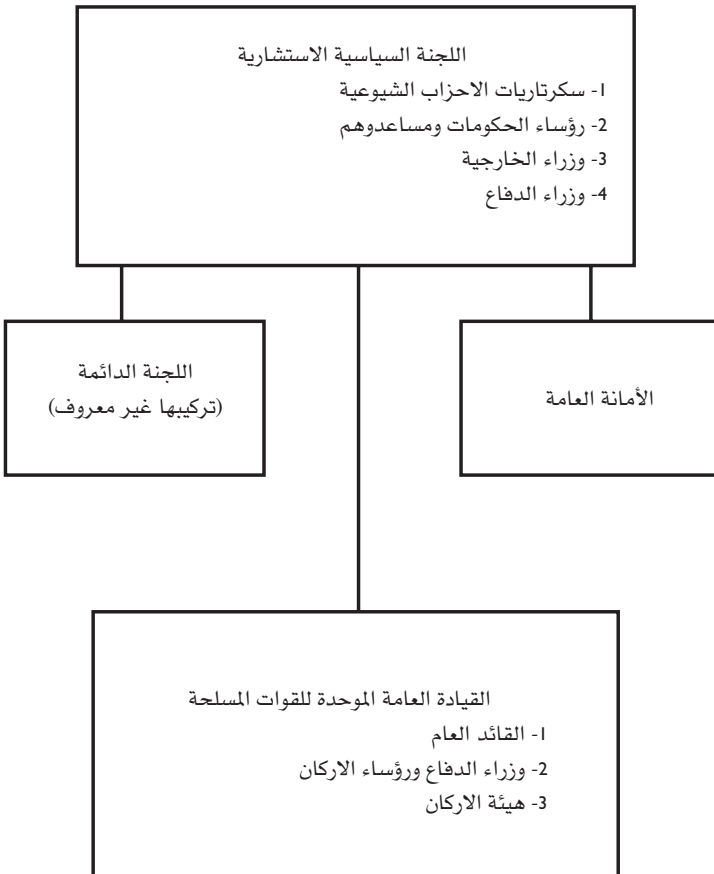 اللجنة السياسية الاستشارية
1- سكرتاريات الاحزاب الشيوعية
2- رؤساء الحكومات ومساعدوهم
3- وزراء الخارجية
4- وزراء الدفاع
الأمانة العامة
اللجنة الدائمة
(تركيبها غير معروف)
القيادة العامة الموحدة للقوات المسلحة
1- القائد العام
2- وزراء الدفاع ورؤساء الاركان
3- هيئة الاركان